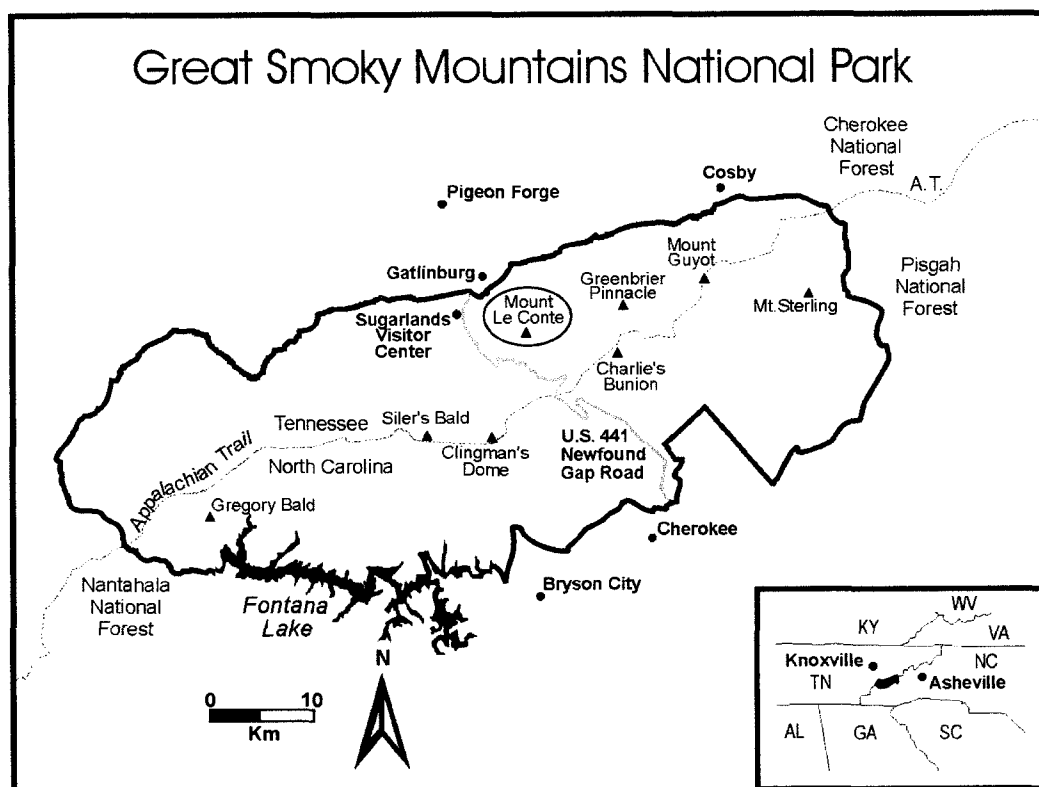 Great Smoky Mountains National Park
Cherokee
National
Forest
A.T.
Cosby
Pigeon Forge
Mount
Guyot
Pisgah
National
Forest
Gatlinburg
Greenbrier
Pinnacle
Mount
Le Conte
Mt.Sterling
Sugarlands
Visitor
Center
Charlie's
Bunion
Tennessee
Siler's Bald
U.S. 441
Newfound
Gap Road
North Carolina
Clingman's
Dome
Appalachian Trail
Gregory Bald
Cherokee
Nantahala
National
Forest
Bryson City
Fontana
Lake
N
0 10
Km
WV
KY
VA
Knoxville
NC
TN
Asheville
AL
GA
SC